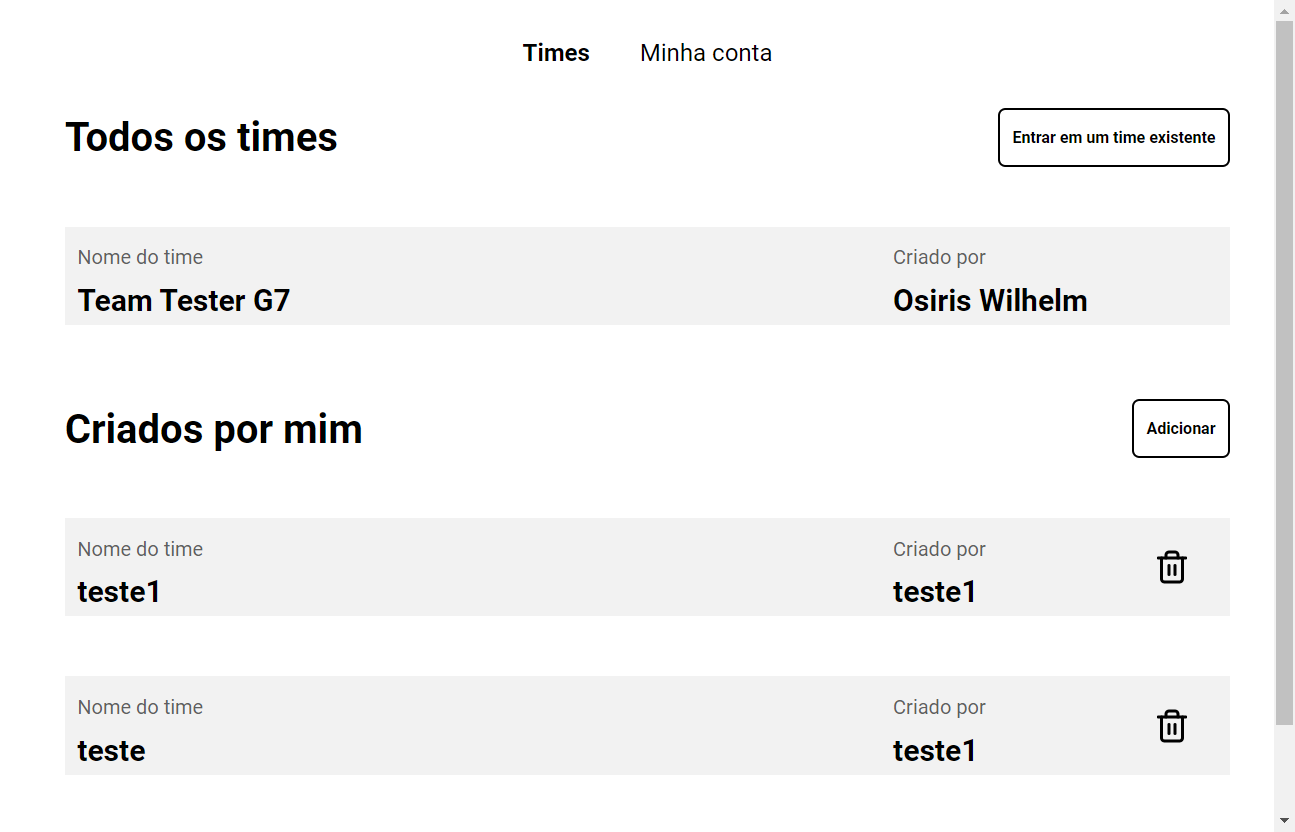 Times Minha conta
Todos os times
Entrar em um time existente
Nome do time Criado por
Team Tester G7 Osiris Wilhelm
Criados por mim
Adicionar
Nome do time Criado por
teste1 teste1
Nome do time Criado por
teste teste1